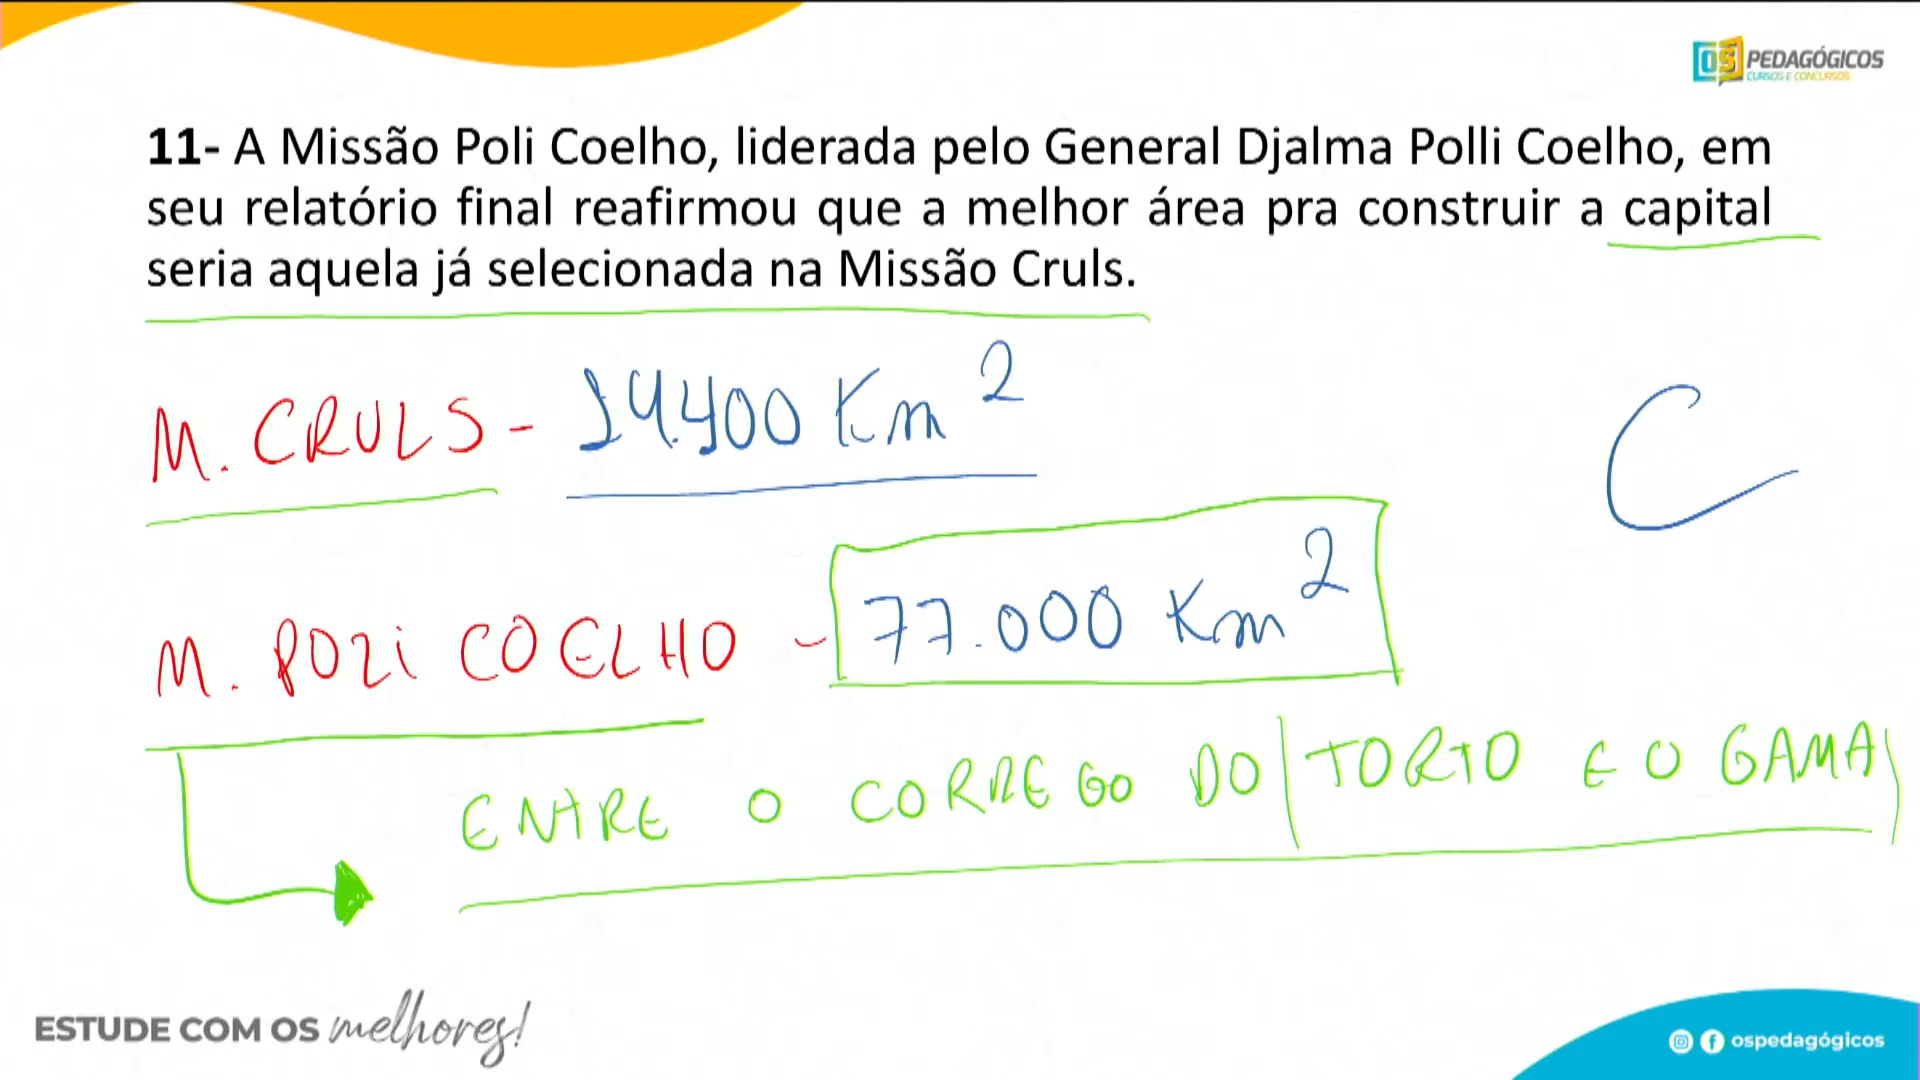 OS PEDAGÓGICOS
CURSOS E CONCURSOS
11- A Missão Poli Coelho, liderada pelo General Djalma Polli Coelho, em
seu relatório final reafirmou que a melhor área pra construir a capital
seria aquela já selecionada na Missão Cruls.
M. CRULS - 14.400 Km²
C
M. POLI COELHO - 77.000 Km²
ENTRE O CORREGO DO TORTO E O GAMA
ESTUDE COM OS melhores!
ospedagógicos